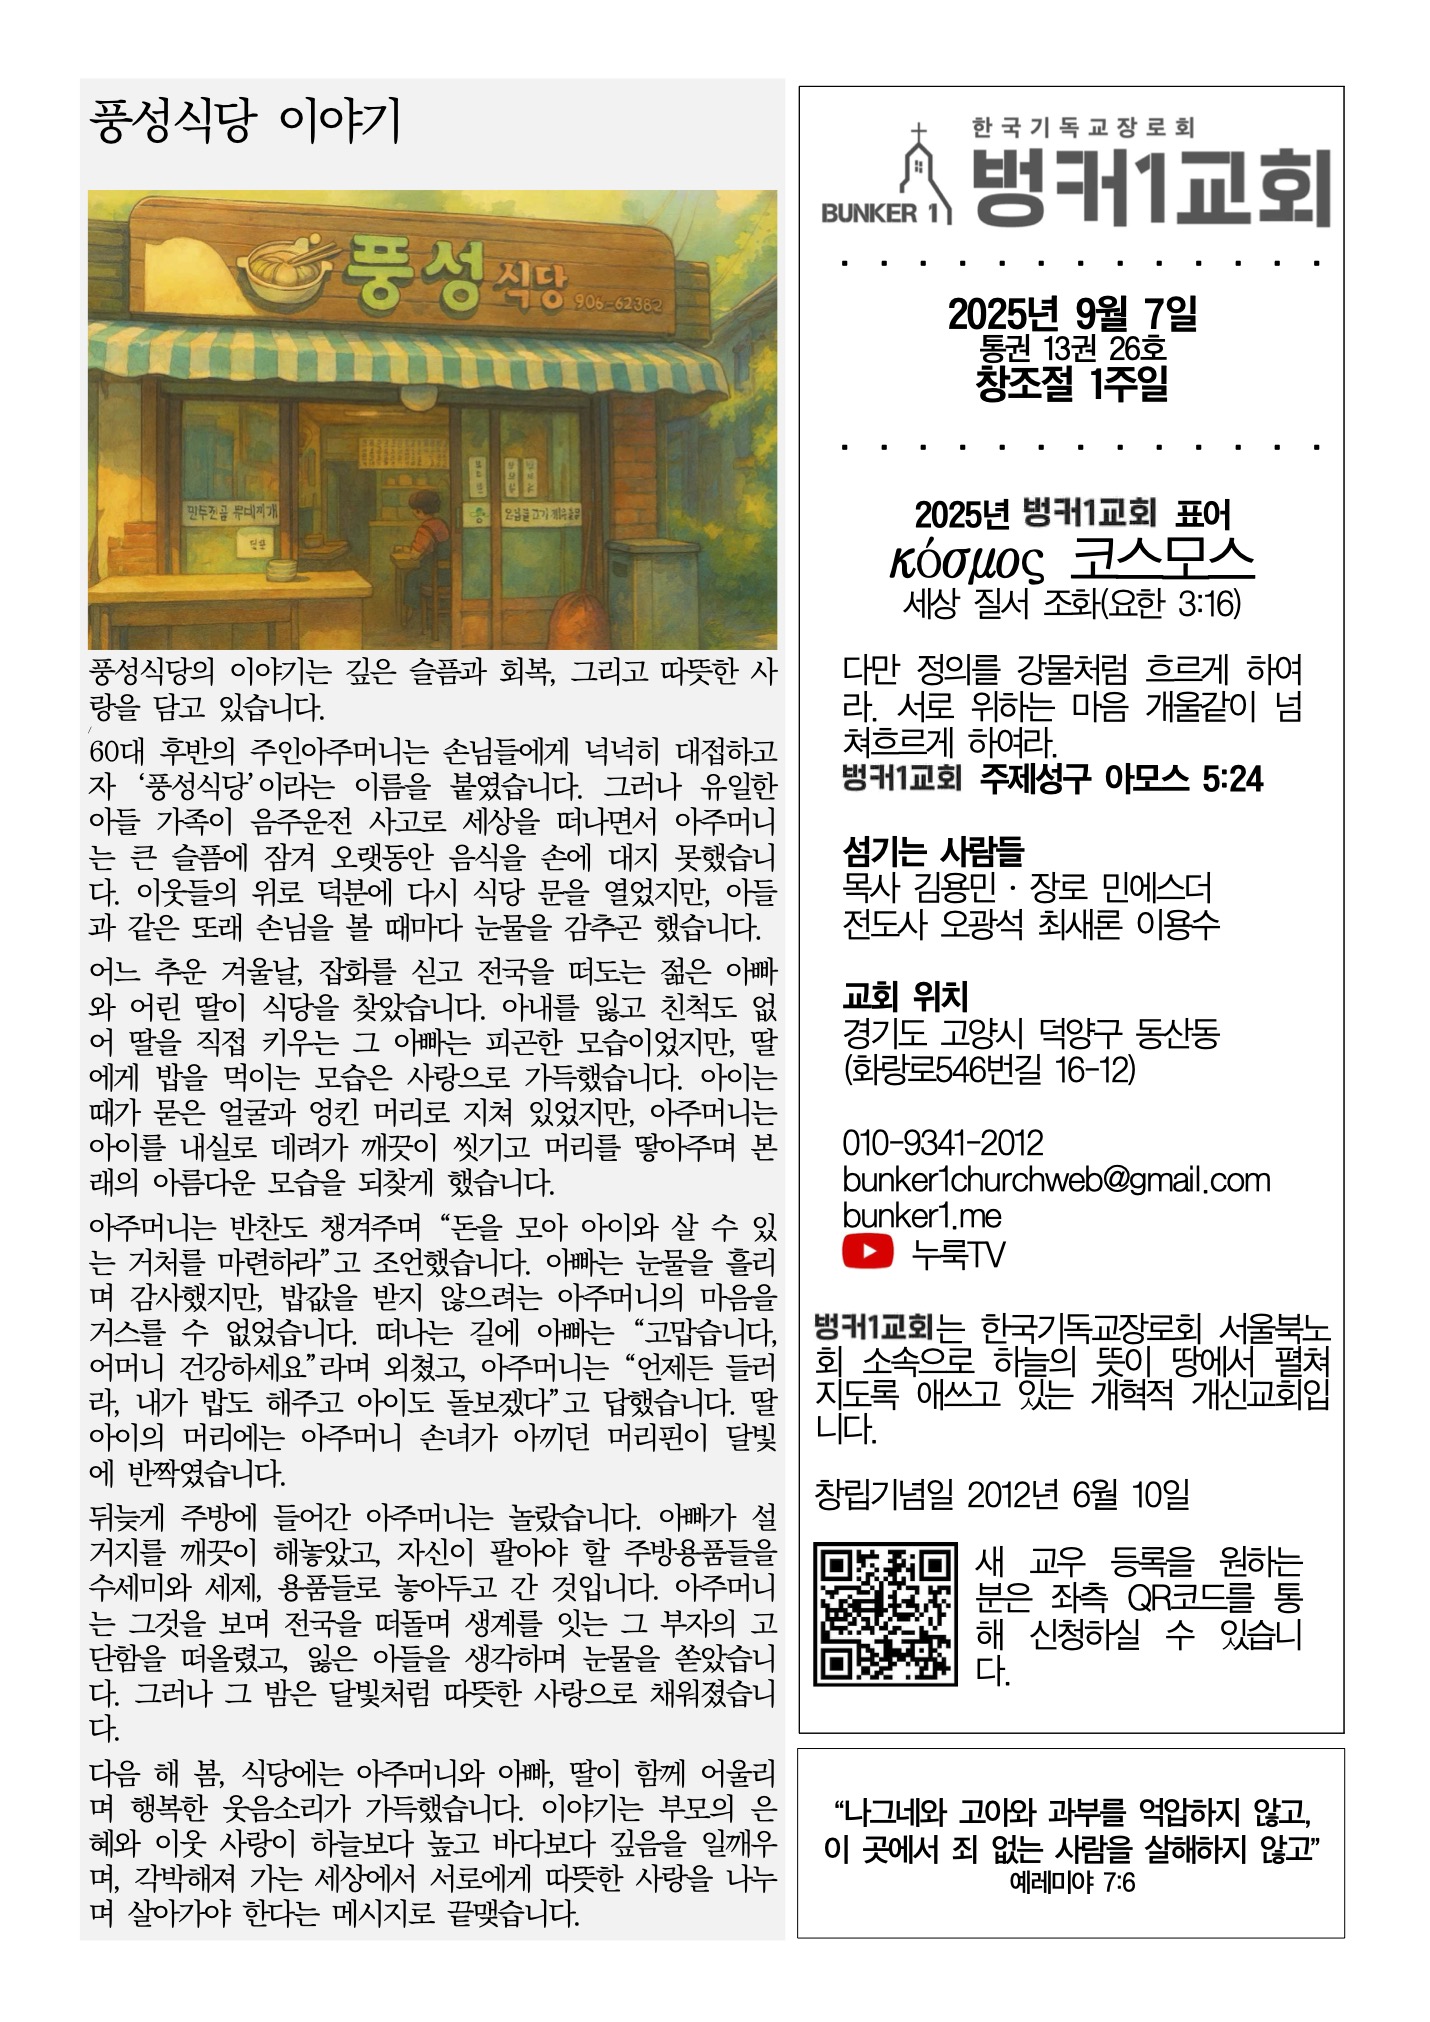 풍성식당 이야기
풍성식당 906-62382
만두전골 부대찌개
풍성식당의 이야기는 깊은 슬픔과 회복, 그리고 따뜻한 사
랑을 담고 있습니다.
/
60대 후반의 주인아주머니는 손님들에게 넉넉히 대접하고
자 ‘풍성식당’이라는 이름을 붙였습니다. 그러나 유일한
아들 가족이 음주운전 사고로 세상을 떠나면서 아주머니
는 큰 슬픔에 잠겨 오랫동안 음식을 손에 대지 못했습니
다. 이웃들의 위로 덕분에 다시 식당 문을 열었지만, 아들
과 같은 또래 손님을 볼 때마다 눈물을 감추곤 했습니다.
어느 추운 겨울날, 잡화를 싣고 전국을 떠도는 젊은 아빠
와 어린 딸이 식당을 찾았습니다. 아내를 잃고 친척도 없
어 딸을 직접 키우는 그 아빠는 피곤한 모습이었지만, 딸
에게 밥을 먹이는 모습은 사랑으로 가득했습니다. 아이는
때가 묻은 얼굴과 엉킨 머리로 지쳐 있었지만, 아주머니는
아이를 내실로 데려가 깨끗이 씻기고 머리를 땋아주며 본
래의 아름다운 모습을 되찾게 했습니다.
아주머니는 반찬도 챙겨주며 “돈을 모아 아이와 살 수 있
는 거처를 마련하라”고 조언했습니다. 아빠는 눈물을 흘리
며 감사했지만, 밥값을 받지 않으려는 아주머니의 마음을
거스를 수 없었습니다. 떠나는 길에 아빠는 “고맙습니다,
어머니 건강하세요”라며 외쳤고, 아주머니는 “언제든 들러
라, 내가 밥도 해주고 아이도 돌보겠다”고 답했습니다. 딸
아이의 머리에는 아주머니 손녀가 아끼던 머리핀이 달빛
에 반짝였습니다.
뒤늦게 주방에 들어간 아주머니는 놀랐습니다. 아빠가 설
거지를 깨끗이 해놓았고, 자신이 팔아야 할 주방용품들을
수세미와 세제, 용품들로 놓아두고 간 것입니다. 아주머니
는 그것을 보며 전국을 떠돌며 생계를 잇는 그 부자의 고
단함을 떠올렸고, 잃은 아들을 생각하며 눈물을 쏟았습니
다. 그러나 그 밤은 달빛처럼 따뜻한 사랑으로 채워졌습니
다.
다음 해 봄, 식당에는 아주머니와 아빠, 딸이 함께 어울리
며 행복한 웃음소리가 가득했습니다. 이야기는 부모의 은
혜와 이웃 사랑이 하늘보다 높고 바다보다 깊음을 일깨우
며, 각박해져 가는 세상에서 서로에게 따뜻한 사랑을 나누
며 살아가야 한다는 메시지로 끝맺습니다.
한국기독교장로회
BUNKER 1 벙커1교회
2025년 9월 7일
통권 13권 26호
창조절 1주일
2025년 벙커1교회 표어
κόσμος 코스모스
세상 질서 조화(요한 3:16)
다만 정의를 강물처럼 흐르게 하여
라. 서로 위하는 마음 개울같이 넘
쳐흐르게 하여라.
벙커1교회 주제성구 아모스 5:24
섬기는 사람들
목사 김용민 · 장로 민에스더
전도사 오광석 최새론 이용수
교회 위치
경기도 고양시 덕양구 동산동
(화랑로546번길 16-12)
010-9341-2012
bunker1churchweb@gmail.com
bunker1.me
누룩TV
벙커1교회는 한국기독교장로회 서울북노
회 소속으로 하늘의 뜻이 땅에서 펼쳐
지도록 애쓰고 있는 개혁적 개신교회입
니다.
창립기념일 2012년 6월 10일
새 교우 등록을 원하는
분은 좌측 QR코드를 통
해 신청하실 수 있습니
다.
“나그네와 고아와 과부를 억압하지 않고,
이 곳에서 죄 없는 사람을 살해하지 않고”
예레미야 7:6